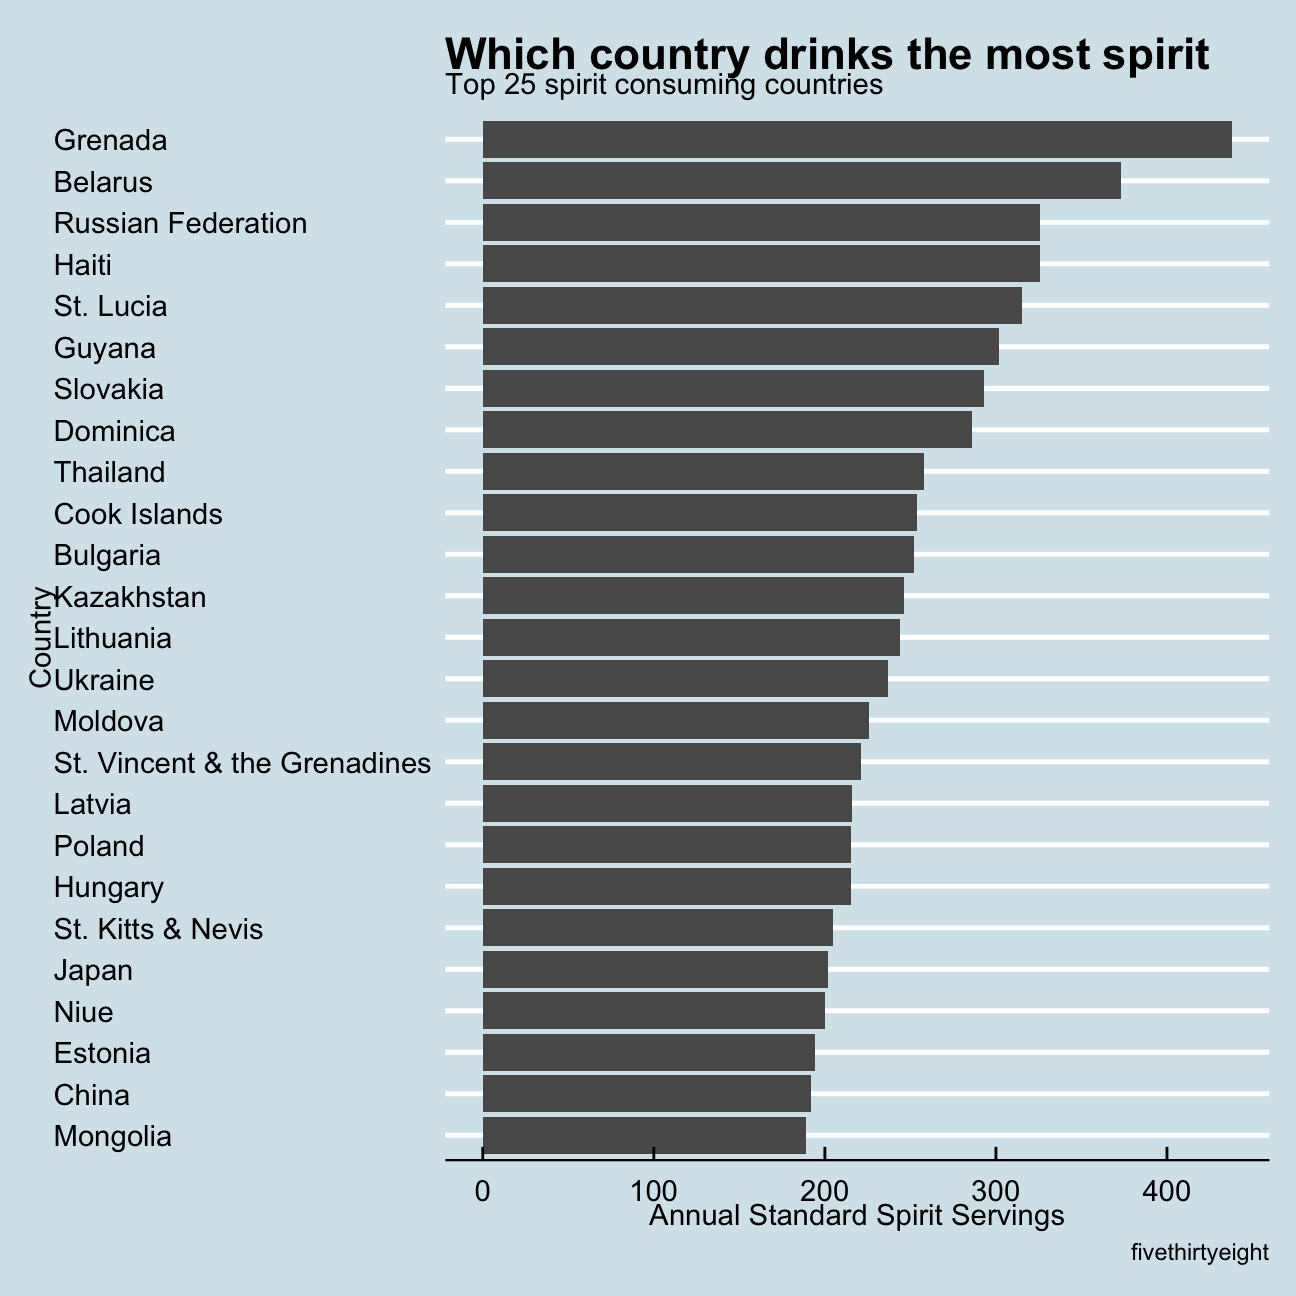 Which country drinks the most spirit
Top 25 spirit consuming countries
Grenada
Belarus
Russian Federation
Haiti
St. Lucia
Guyana
Slovakia
Dominica
Thailand
Cook Islands
Bulgaria
Kazakhstan
Lithuania
Ukraine
Moldova
St. Vincent & the Grenadines
Latvia
Poland
Hungary
St. Kitts & Nevis
Japan
Niue
Estonia
China
Mongolia
Country
0 100 200 300 400
Annual Standard Spirit Servings
fivethirtyeight